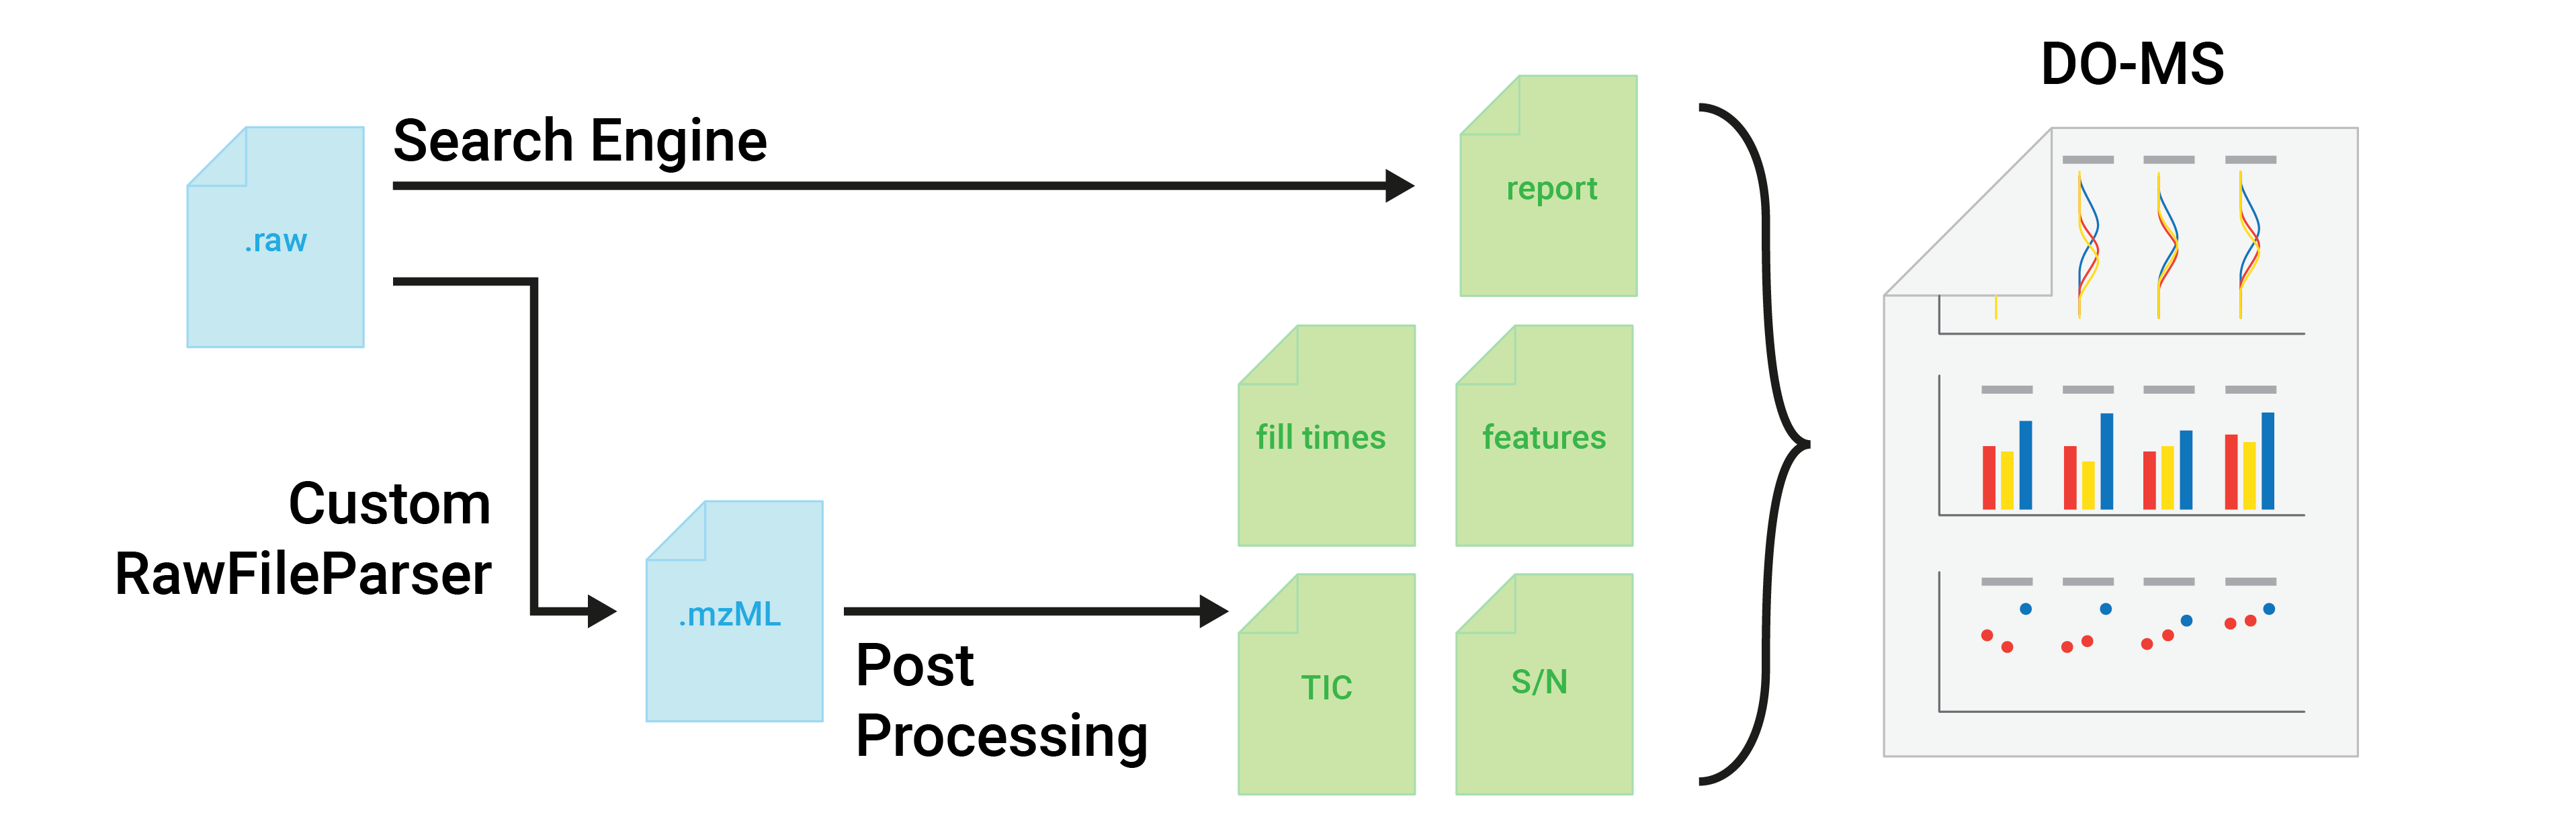 DO-MS
Search Engine
report
.raw
fill times
features
Custom
RawFileParser
.mzML
Post
Processing
TIC
S/N